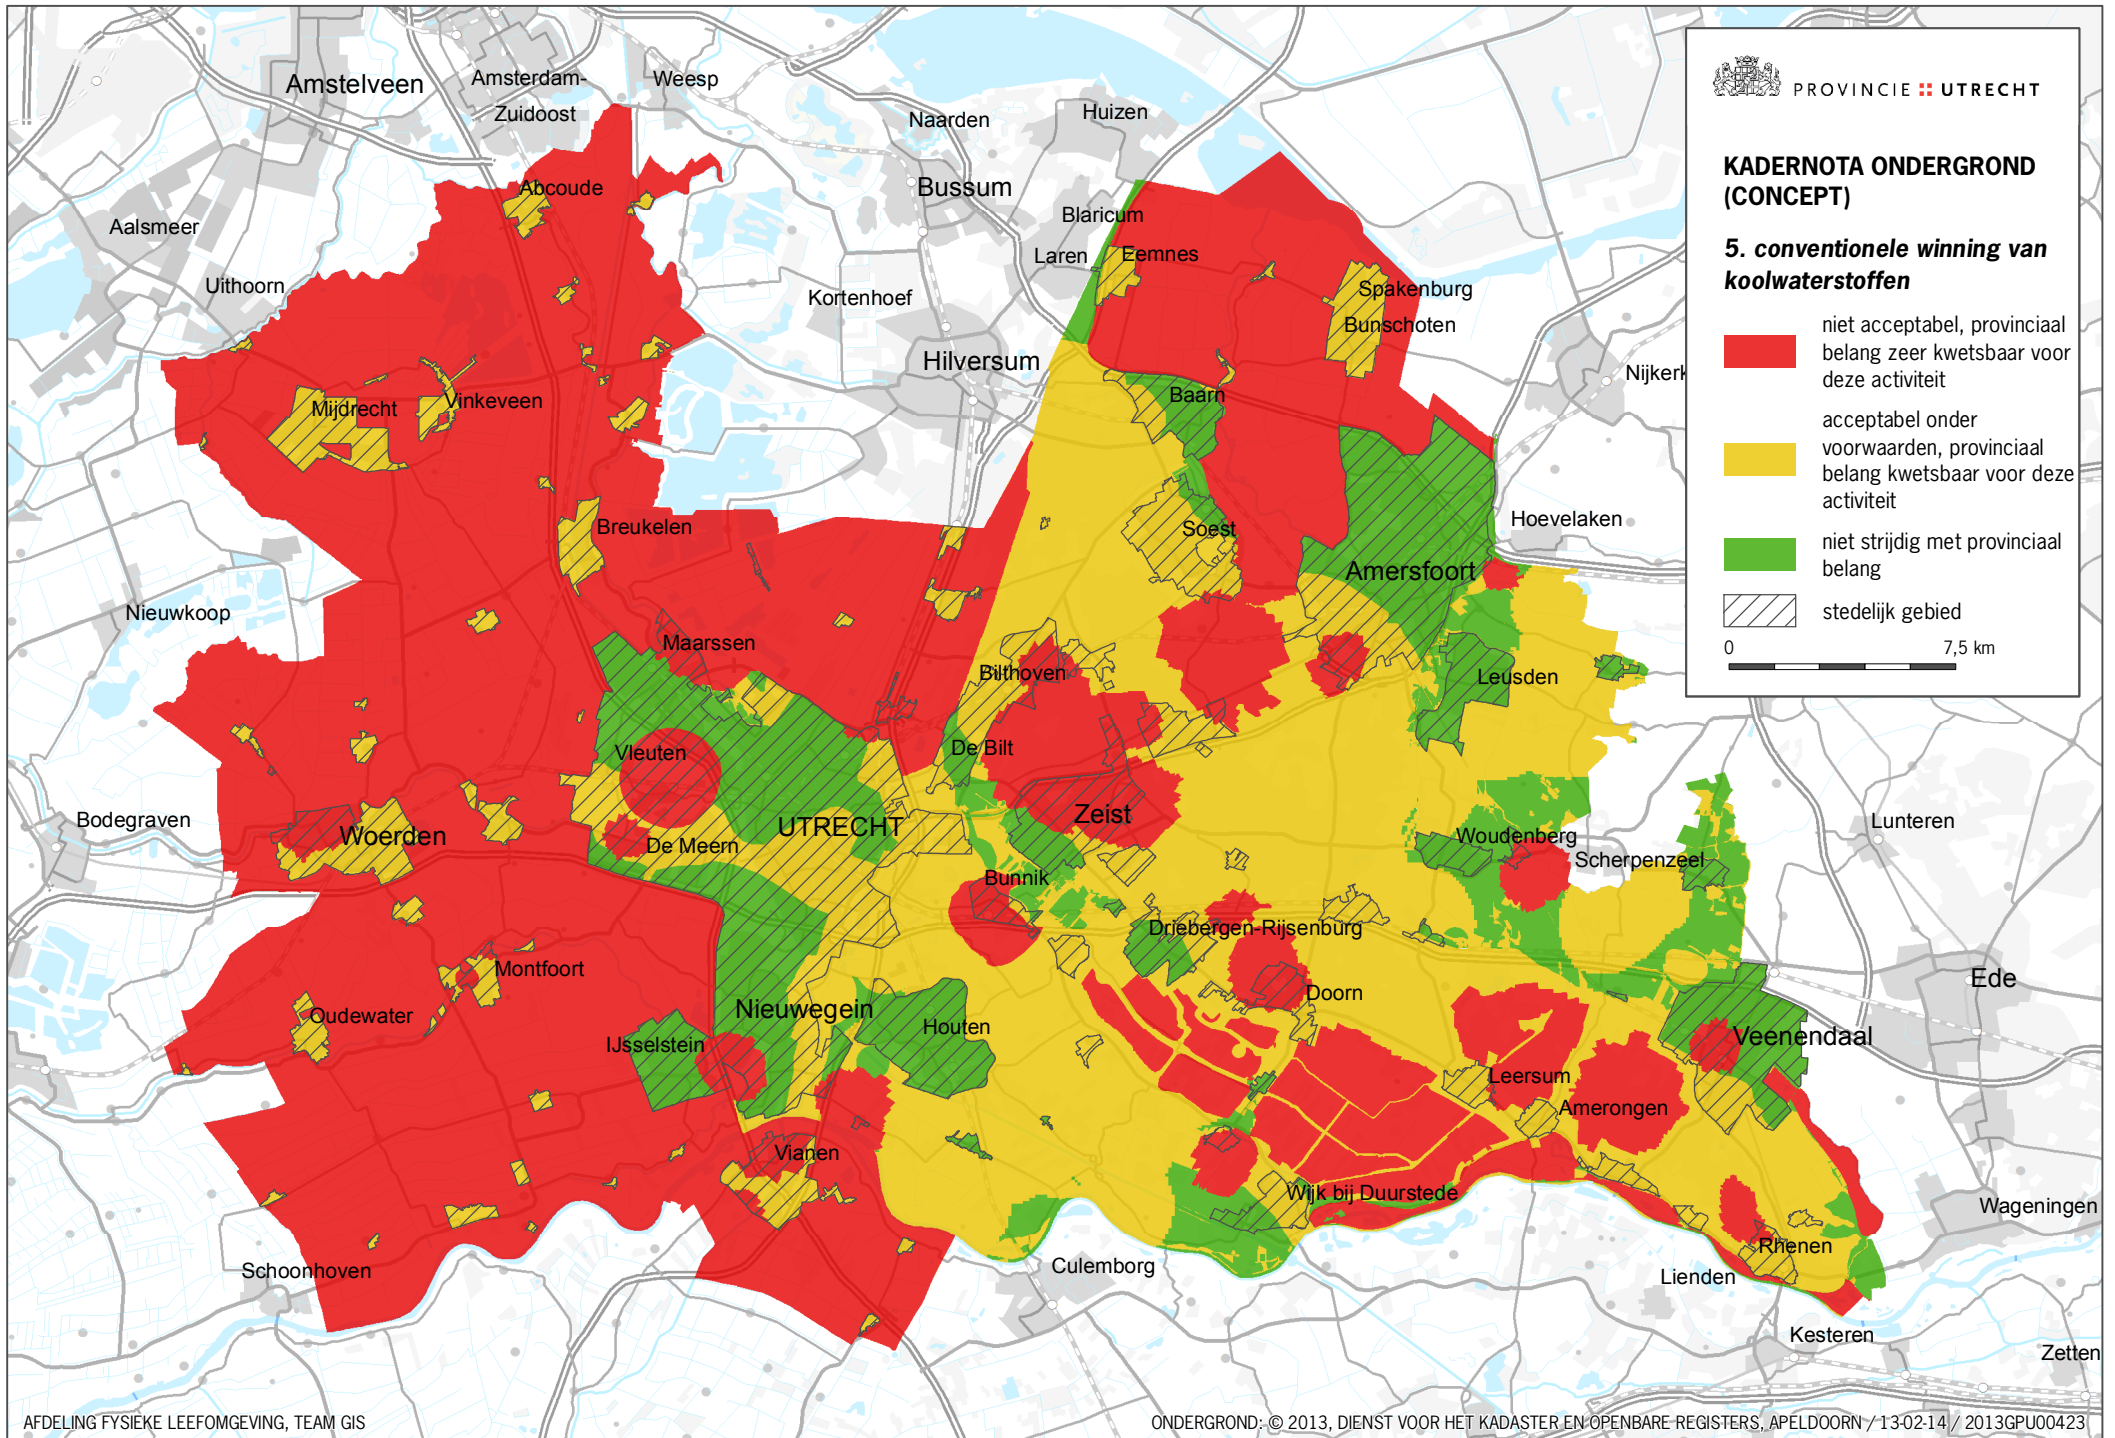 PROVINCIE UTRECHT
KADERNOTA ONDERGROND
(CONCEPT)
5. conventionele winning van
koolwaterstoffen
niet acceptabel, provinciaal
belang zeer kwetsbaar voor
deze activiteit
acceptabel onder
voorwaarden, provinciaal
belang kwetsbaar voor deze
activiteit
niet strijdig met provinciaal
belang
stedelijk gebied
0 7,5 km
Amstelveen
Amsterdam-
Zuidoost
Weesp
Naarden
Huizen
Abcoude
Bussum
Blaricum
Aalsmeer
Laren
Eemnes
Uithoorn
Kortenhoef
Spakenburg
Bunschoten
Hilversum
Nijkerk
Baarn
Mijdrecht
Vinkeveen
Breukelen
Soest
Hoevelaken
Amersfoort
Nieuwkoop
Maarssen
Bilthoven
Leusden
Vleuten
De Bilt
Bodegraven
Woerden
UTRECHT
Zeist
De Meern
Woudenberg
Scherpenzeel
Lunteren
Bunnik
Driebergen-Rijsenburg
Montfoort
Ede
Doorn
Nieuwegein
Oudewater
Houten
IJsselstein
Veenendaal
Leersum
Amerongen
Vianen
Wijk bij Duurstede
Wageningen
Rhenen
Schoonhoven
Culemborg
Lienden
Kesteren
Zetten
AFDELING FYSIEKE LEEFOMGEVING, TEAM GIS
ONDERGROND: © 2013, DIENST VOOR HET KADASTER EN OPENBARE REGISTERS, APELDOORN / 13-02-14 / 2013GPU00423